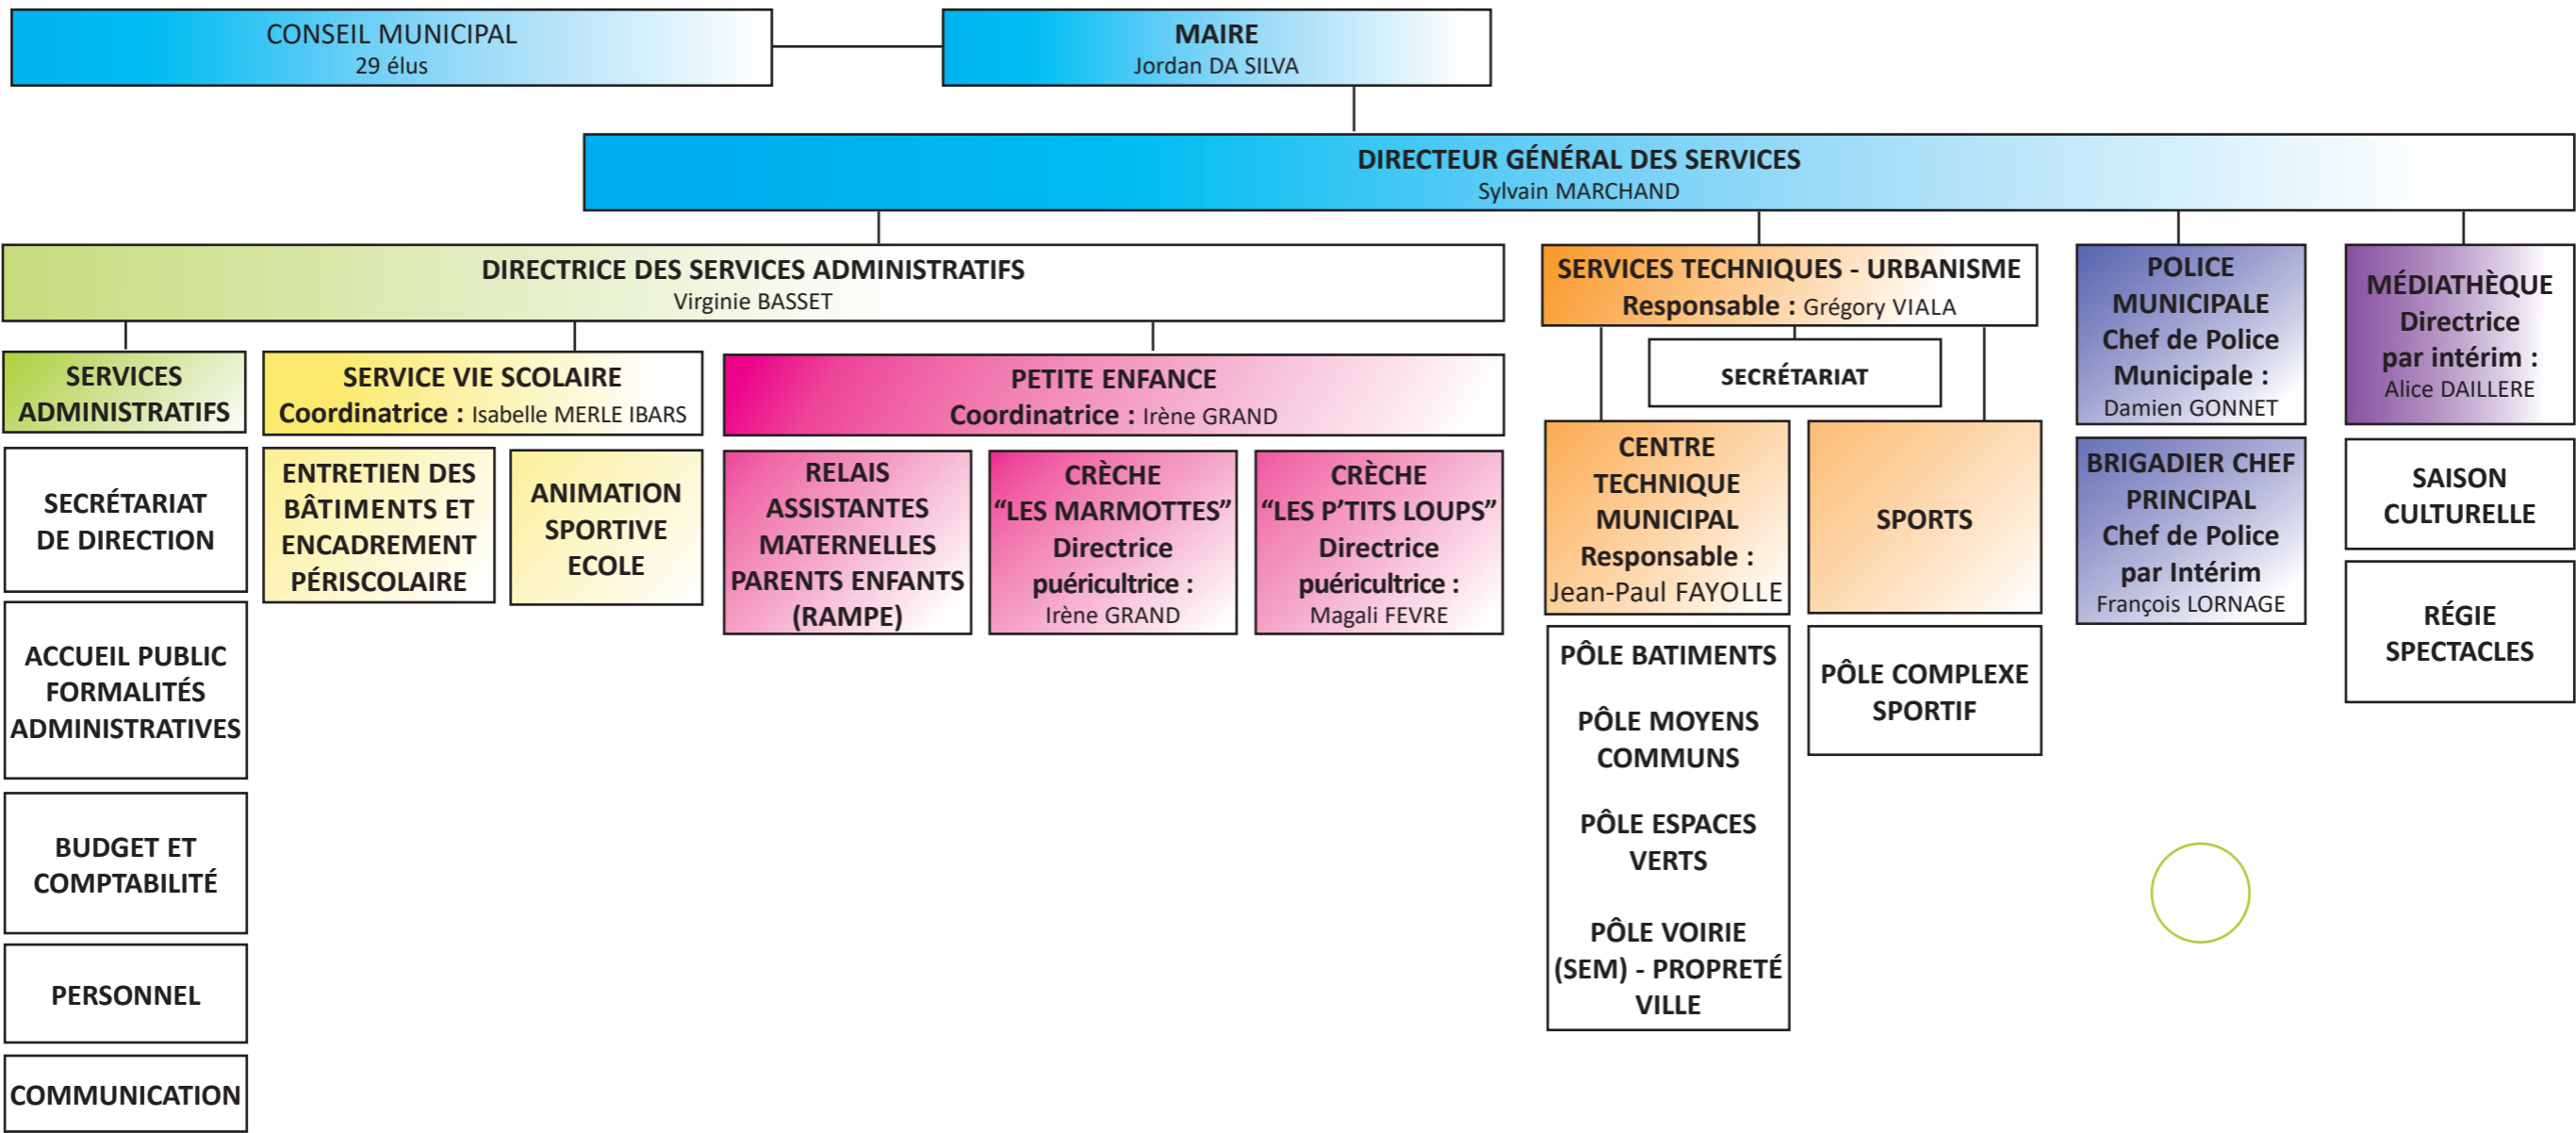 CONSEIL MUNICIPAL
29 élus
MAIRE
Jordan DA SILVA
DIRECTEUR GÉNÉRAL DES SERVICES
Sylvain MARCHAND
DIRECTRICE DES SERVICES ADMINISTRATIFS
Virginie BASSET
SERVICES
ADMINISTRATIFS
SECRÉTARIAT
DE DIRECTION
ACCUEIL PUBLIC
FORMALITÉS
ADMINISTRATIVES
BUDGET ET
COMPTABILITÉ
PERSONNEL
COMMUNICATION
SERVICE VIE SCOLAIRE
Coordinatrice : Isabelle MERLE IBARS
ENTRETIEN DES
BÂTIMENTS ET
ENCADREMENT
PÉRISCOLAIRE
ANIMATION
SPORTIVE
ECOLE
PETITE ENFANCE
Coordinatrice : Irène GRAND
RELAIS
ASSISTANTES
MATERNELLES
PARENTS ENFANTS
(RAMPE)
CRÈCHE
“LES MARMOTTES”
Directrice
puéricultrice :
Irène GRAND
CRÈCHE
“LES P’TITS LOUPS”
Directrice
puéricultrice :
Magali FEVRE
SERVICES TECHNIQUES - URBANISME
Responsable : Grégory VIALA
SECRÉTARIAT
CENTRE
TECHNIQUE
MUNICIPAL
Responsable :
Jean-Paul FAYOLLE
PÔLE BATIMENTS
PÔLE MOYENS
COMMUNS
PÔLE ESPACES
VERTS
PÔLE VOIRIE
(SEM) - PROPRETÉ
VILLE
SPORTS
PÔLE COMPLEXE
SPORTIF
POLICE
MUNICIPALE
Chef de Police
Municipale :
Damien GONNET
BRIGADIER CHEF
PRINCIPAL
Chef de Police
par Intérim
François LORNAGE
MÉDIATHÈQUE
Directrice
par intérim :
Alice DAILLERE
SAISON
CULTURELLE
RÉGIE
SPECTACLES